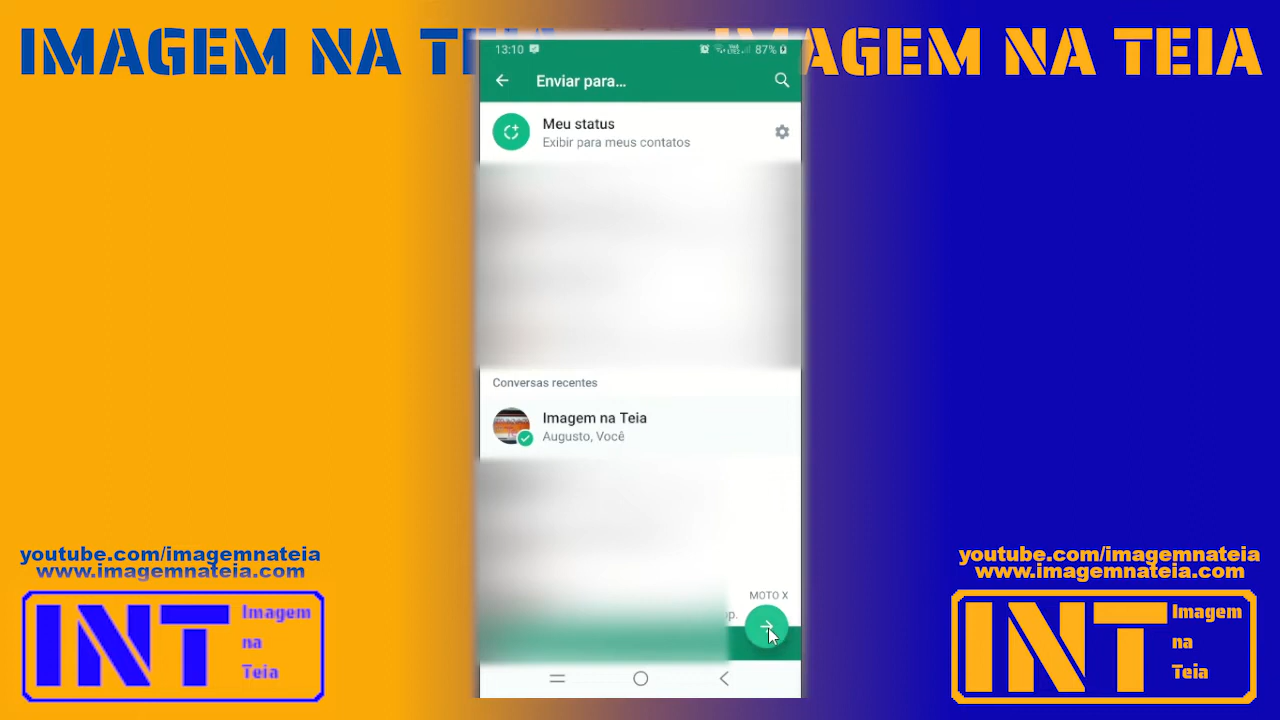 IMAGEM NA T
AGEM NA TEIA
13:10
87%
Enviar para...
Meu status
Exibir para meus contatos
Conversas recentes
Imagem na Teia
Augusto, Você
MOTO X
op.
youtube.com/imagemnateia
www.imagemnateia.com
INT Imagem
na
Teia
youtube.com/imagemnateia
www.imagemnateia.com
INT Imagem
na
Teia